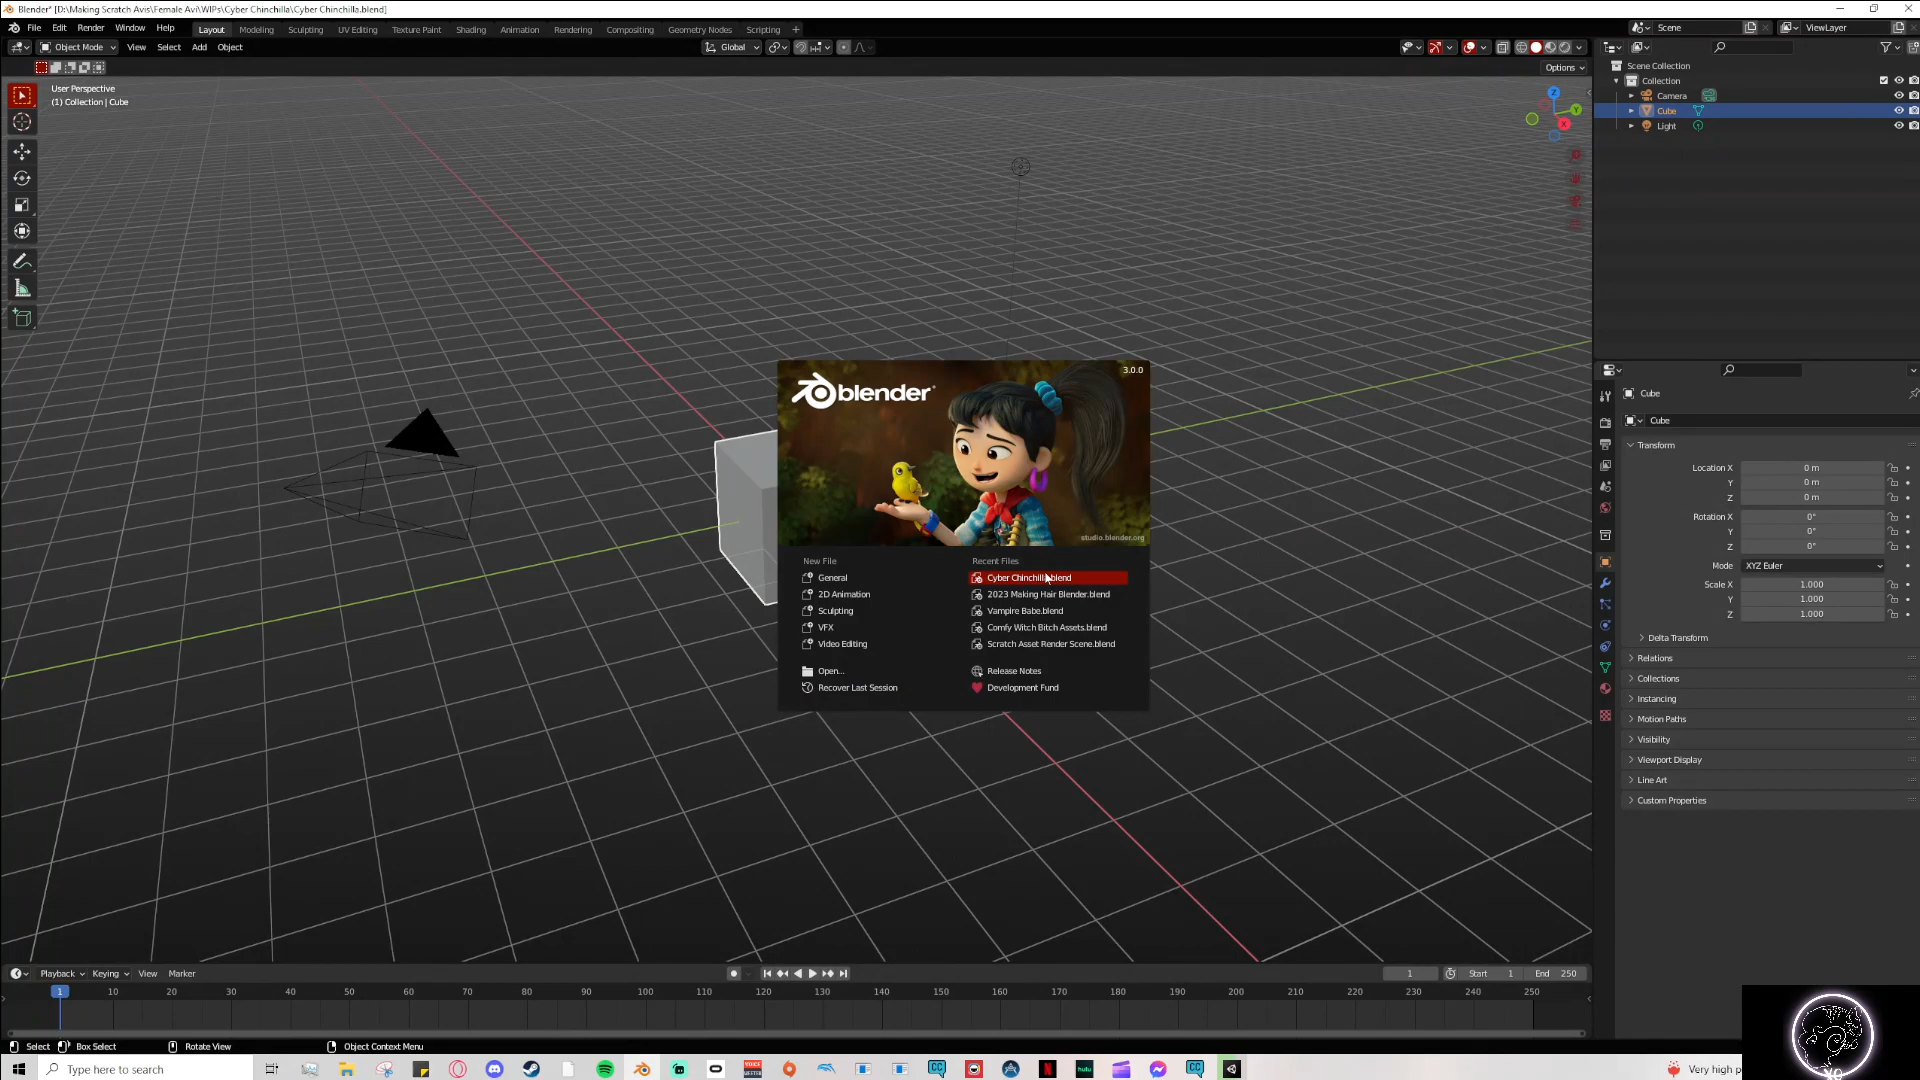 Blender* [D:\Making Scratch Avis\Female Avi\WIPs\Cyber Chinchilla\Cyber Chinchilla.blend]
File Edit Render Window Help Layout Modeling Sculpting UV Editing Texture Paint Shading Animation Rendering Compositing Geometry Nodes Scripting + Scene ViewLayer
Object Mode View Select Add Object Global
Options
User Perspective
(1) Collection | Cube
Z
Y
X
Scene Collection
Collection
Camera
Cube
Light
3.0.0
blender
studio.blender.org
New File
General
2D Animation
Sculpting
VFX
Video Editing
Open...
Recover Last Session
Recent Files
Cyber Chinchilla.blend
2023 Making Hair Blender.blend
Vampire Babe.blend
Comfy Witch Bitch Assets.blend
Scratch Asset Render Scene.blend
Release Notes
Development Fund
Cube
Cube
Transform
Location X 0 m
Y 0 m
Z 0 m
Rotation X 0°
Y 0°
Z 0°
Mode XYZ Euler
Scale X 1.000
Y 1.000
Z 1.000
Delta Transform
Relations
Collections
Instancing
Motion Paths
Visibility
Viewport Display
Line Art
Custom Properties
Playback Keying View Marker 1 Start 1 End 250
1 10 20 30 40 50 60 70 80 90 100 110 120 130 140 150 160 170 180 190 200 210 220 230 240 250
Select Box Select Rotate View Object Context Menu
Type here to search
CC
hulu
CC
Very high